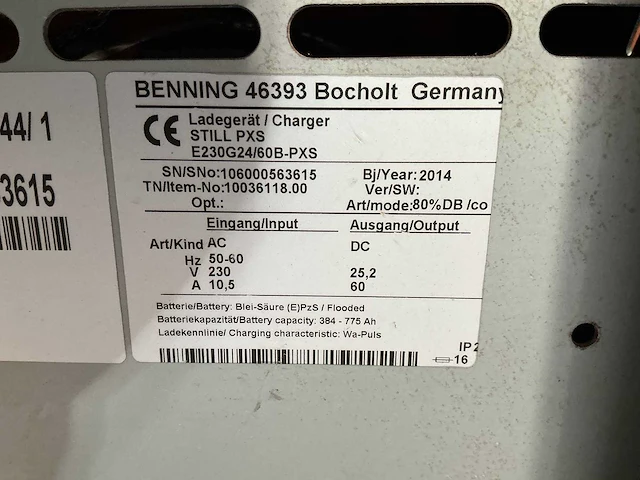 44/ 1
3615
BENNING 46393 Bocholt Germany
CE Ladegerät / Charger
STILL PXS
E230G24/60B-PXS
SN/SNo: 106000563615 Bj/Year: 2014
TN/Item-No: 10036118.00 Ver/SW:
Opt.: Art/mode: 80%DB /co
Eingang/Input Ausgang/Output
Art/Kind AC DC
Hz 50-60
V 230 25,2
A 10,5 60
Batterie/Battery: Blei-Säure (E)PzS / Flooded
Batteriekapazität/Battery capacity: 384 - 775 Ah
Ladekennlinie/ Charging characteristic: Wa-Puls
IP2
16